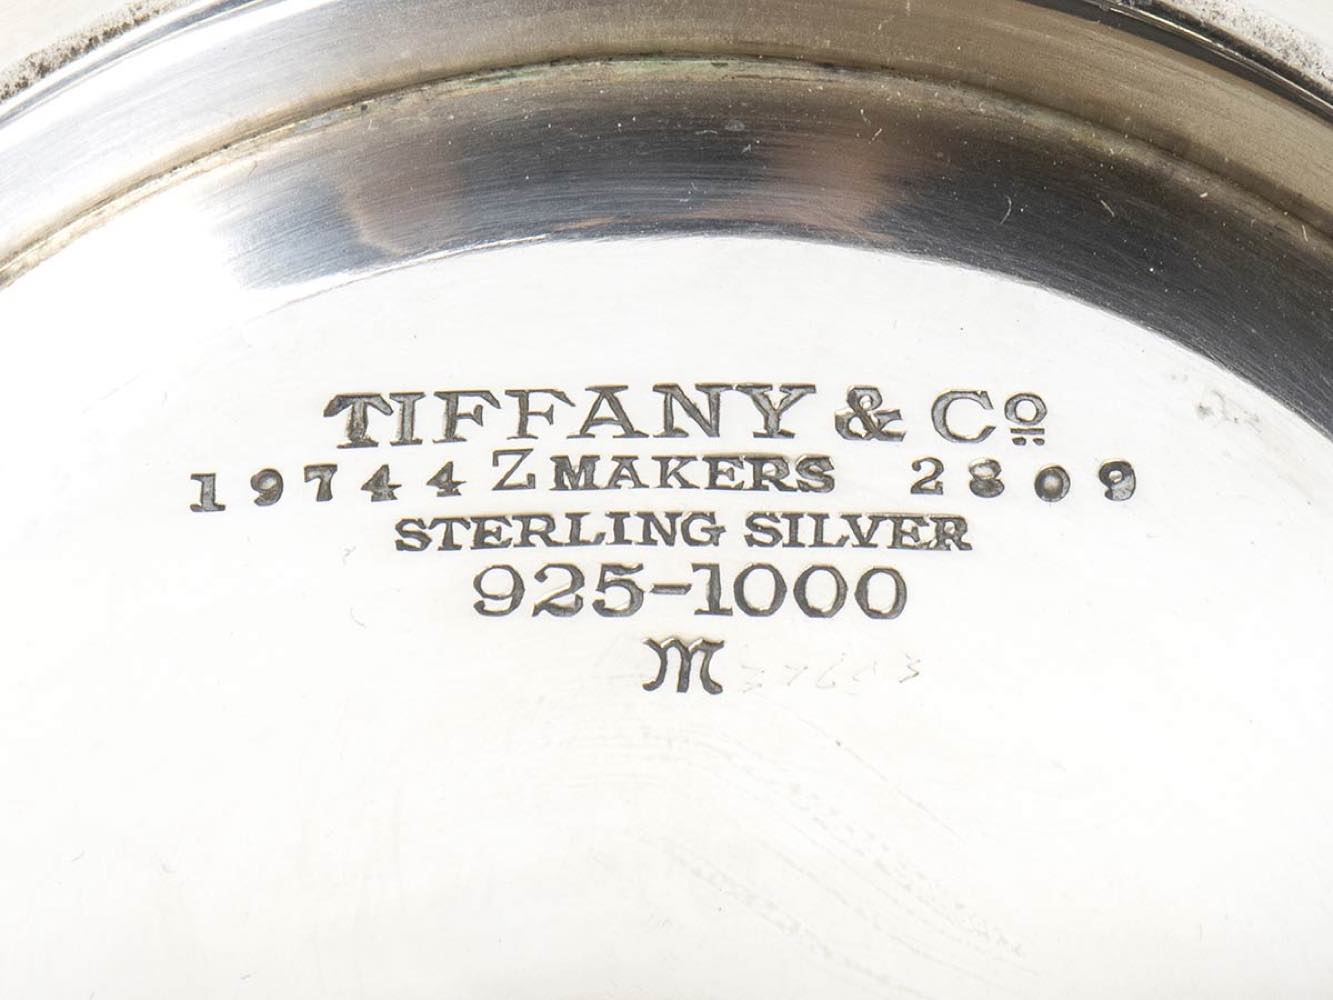 TIFFANY & Cº
19744 Z MAKERS 2809
STERLING SILVER
925-1000
M